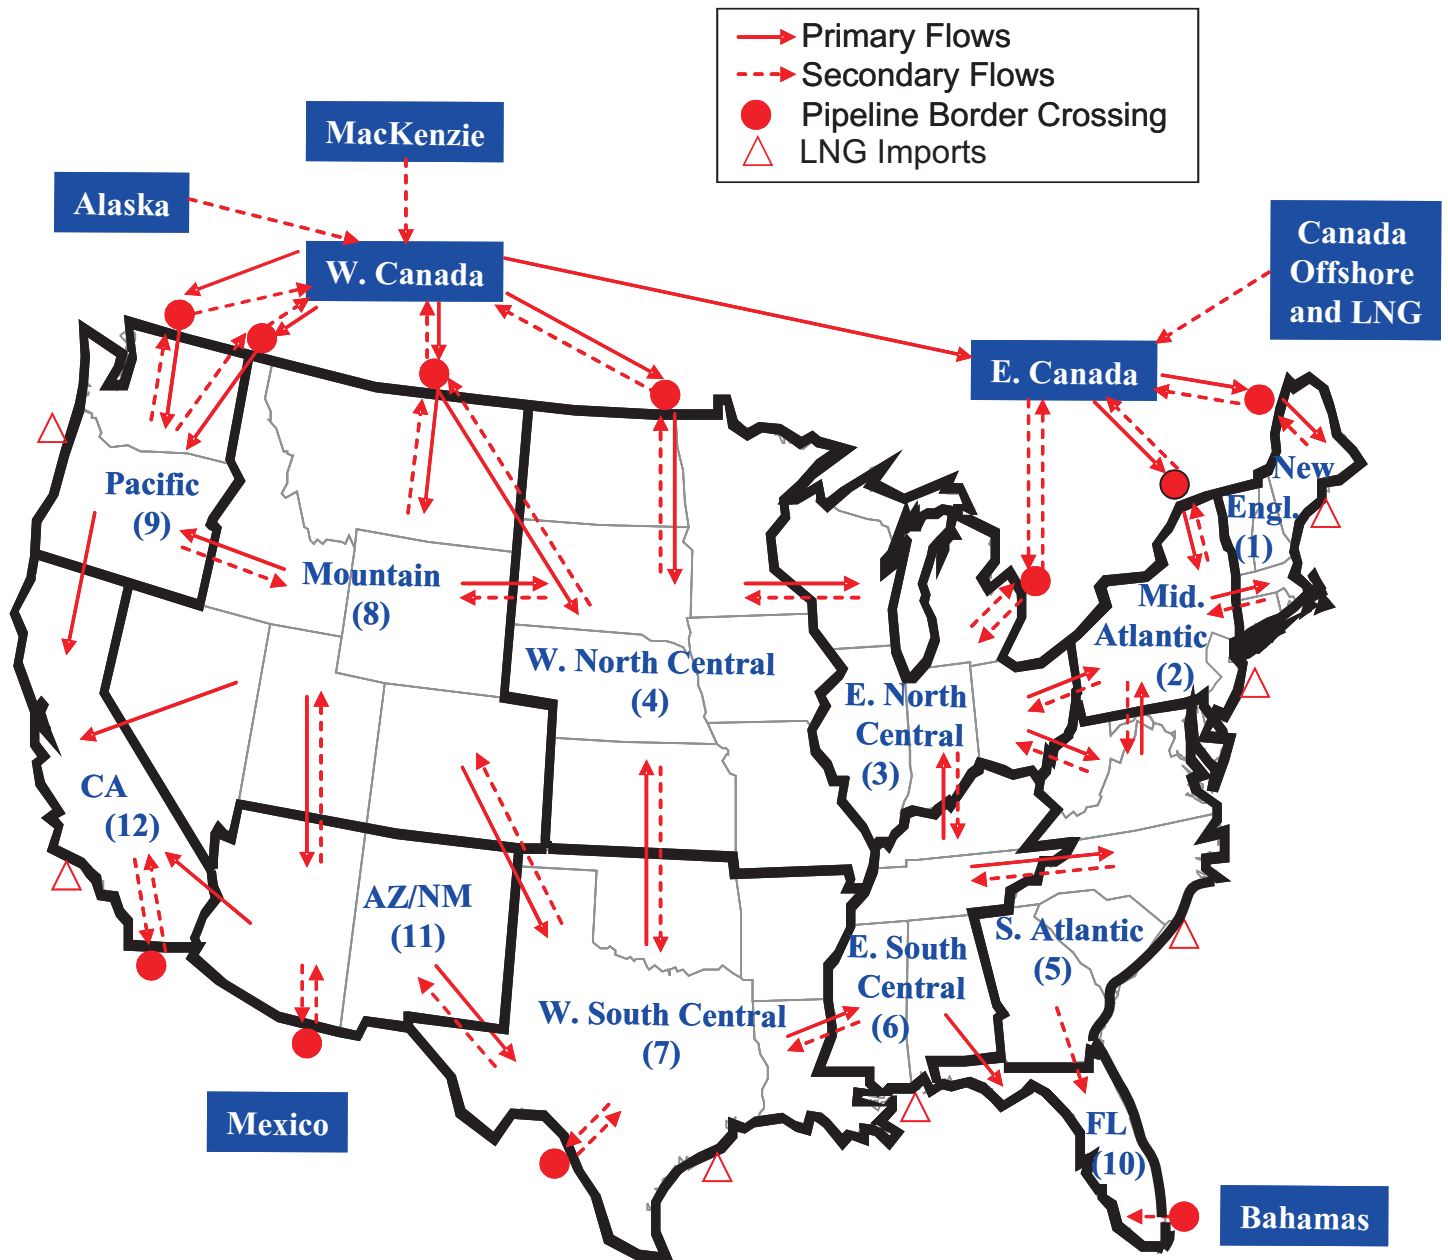 Primary Flows
Secondary Flows
Pipeline Border Crossing
LNG Imports
MacKenzie
Alaska
W. Canada
Canada
Offshore
and LNG
E. Canada
New
Engl.
(1)
Pacific
(9)
Mountain
(8)
Mid.
Atlantic
(2)
W. North Central
(4)
E. North
Central
(3)
CA
(12)
AZ/NM
(11)
E. South
Central
(6)
S. Atlantic
(5)
W. South Central
(7)
Mexico
FL
(10)
Bahamas